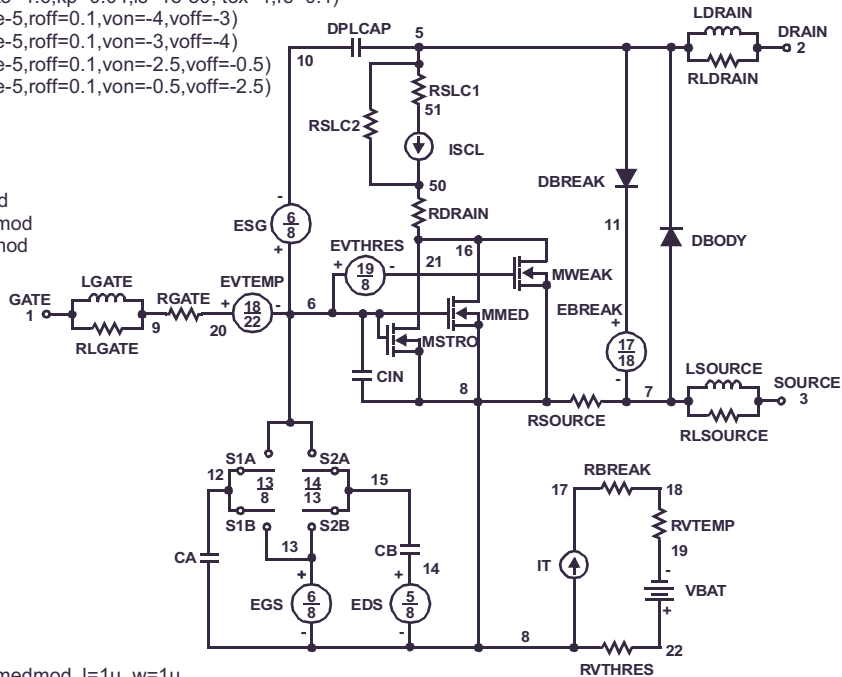 e-5,roff=0.1,von=-4,voff=-3)
e-5,roff=0.1,von=-3,voff=-4)
e-5,roff=0.1,von=-2.5,voff=-0.5)
e-5,roff=0.1,von=-0.5,voff=-2.5)
d
mod
mod
LDRAIN
DPLCAP 5 DRAIN
10 2
RLDRAIN
RSLC1
51
RSLC2
ISCL
50
DBREAK
RDRAIN
ESG 6 8
- +
11
DBODY
EVTHRES
+ 19 8 -
16
21
MWEAK
LGATE
EVTEMP
GATE
1
RGATE
+ 18 22 -
6
MMED
EBREAK
+
9
20
RLGATE
MSTRO
17 18
-
LSOURCE
CIN
8
7
SOURCE
3
RSOURCE
RLSOURCE
S1A S2A
12 13 8 14 13 15
S1B S2B
13
RBREAK
17 18
RVTEMP
CA
CB
14
19
IT
-
VBAT
+
+ +
EGS 6 8 EDS 5 8
- -
8
22
RVTHRES
medmod l=1u w=1u